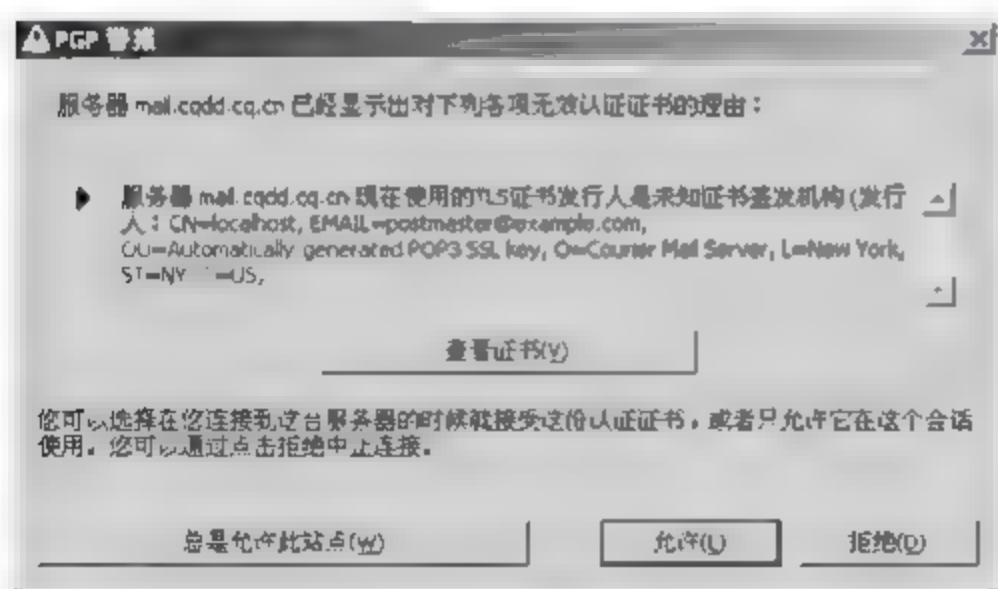 PGP 警报
服务器 mail.cqdd.cq.cn 已经显示出对下列各项无效认证证书的理由：
服务器 mail.cqdd.cq.cn 现在使用的TLS证书发行人是未知证书签发机构 (发行
人：CN=localhost, EMAIL=postmaster@example.com,
OU=Automatically generated POP3 SSL key, O=Courier Mail Server, L=New York,
ST=NY, C=US,
查看证书(V)
您可以选择在您连接到这台服务器的时候就接受这份认证证书，或者只允许它在这个会话
使用。您可以通过点击拒绝中止连接。
总是允许此站点(W)
允许(L)
拒绝(D)